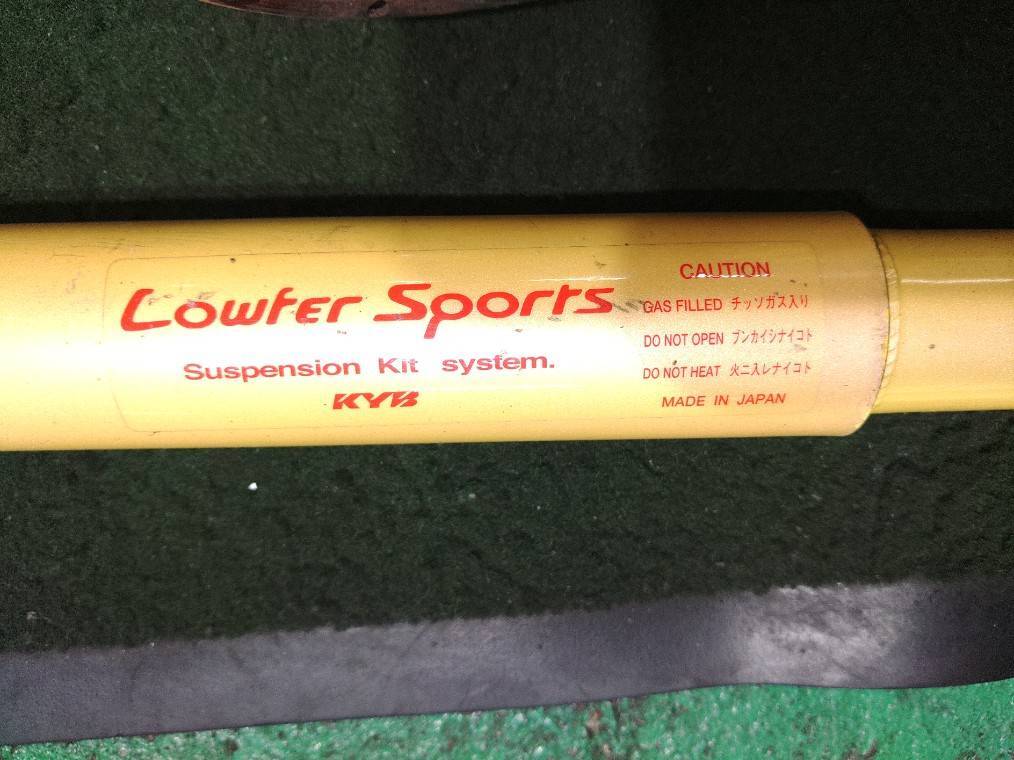 Lowfer Sports
Suspension Kit system.
KYB
CAUTION
GAS FILLED チッソガス入り
DO NOT OPEN ブンカイシナイコト
DO NOT HEAT 火ニ入レナイコト
MADE IN JAPAN